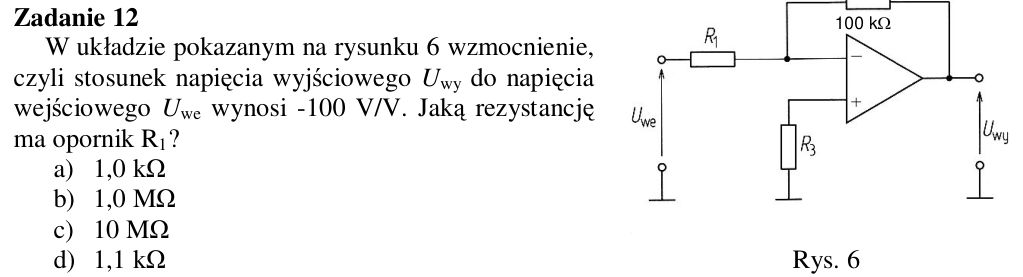 Zadanie 12
W układzie pokazanym na rysunku 6 wzmocnienie,
czyli stosunek napięcia wyjściowego Uwy do napięcia
wejściowego Uwe wynosi -100 V/V. Jaką rezystancję
ma opornik R1?
a) 1,0 kΩ
b) 1,0 MΩ
c) 10 MΩ
d) 1,1 kΩ
100 kΩ
R1
−
+
Uwe
R3
Uwy
Rys. 6